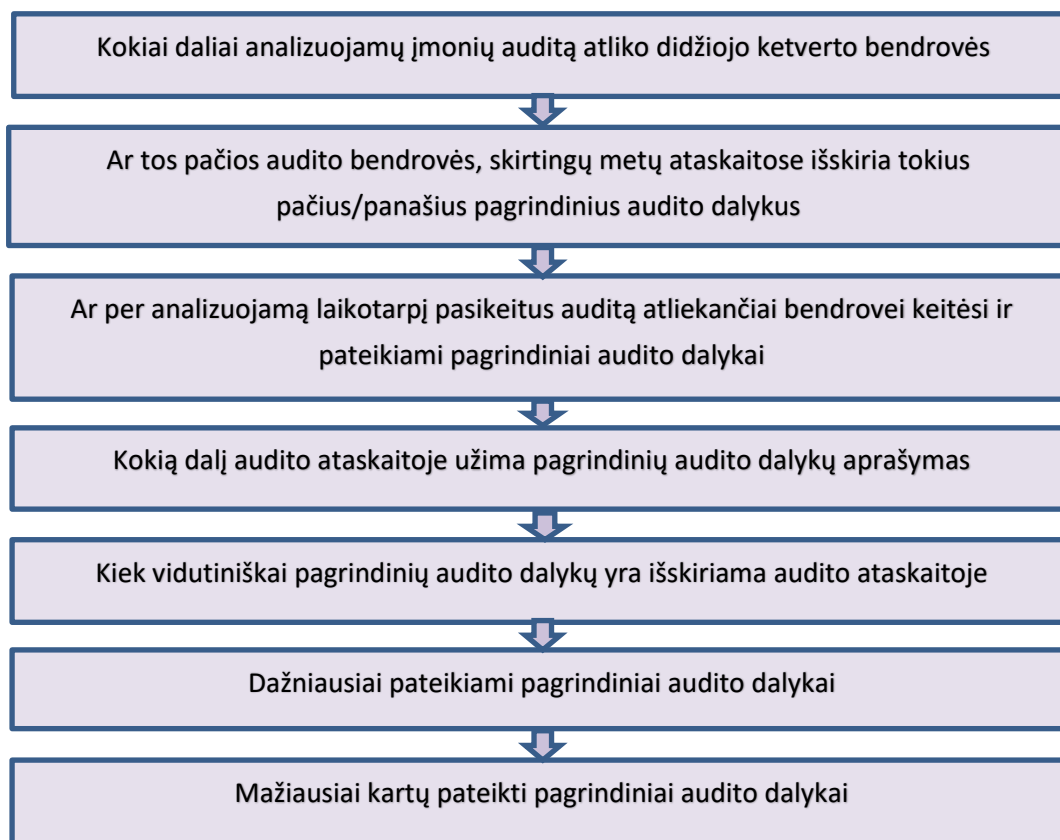 Kokiai daliai analizuojamų įmonių auditą atliko didžiojo ketverto bendrovės
Ar tos pačios audito bendrovės, skirtingų metų ataskaitose išskiria tokius
pačius/panašius pagrindinius audito dalykus
Ar per analizuojamą laikotarpį pasikeitus auditą atliekančiai bendrovei keitėsi ir
pateikiami pagrindiniai audito dalykai
Kokią dalį audito ataskaitoje užima pagrindinių audito dalykų aprašymas
Kiek vidutiniškai pagrindinių audito dalykų yra išskiriama audito ataskaitoje
Dažniausiai pateikiami pagrindiniai audito dalykai
Mažiausiai kartų pateikti pagrindiniai audito dalykai